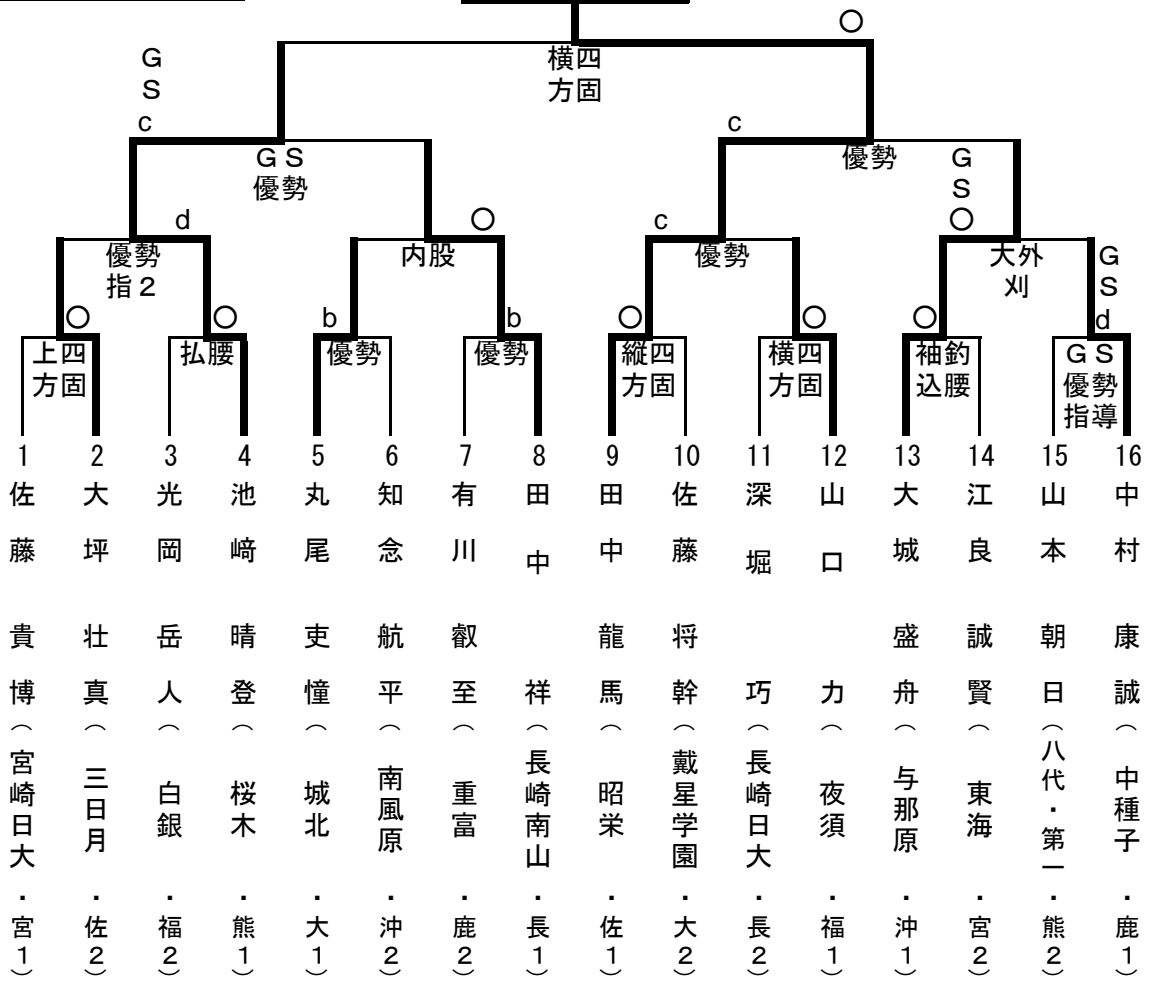 ○
GS
横四
方固
c
c
GS
優勢
優勢
GS
d
○
c
○
優勢
指2
内股
優勢
大外
刈
GS
○
○
b
b
○
○
○
d
上四
方固
払腰
優勢
優勢
縦四
方固
横四
方固
袖釣
込腰
GS
優勢
指導
1 2 3 4 5 6 7 8 9 10 11 12 13 14 15 16
佐藤 貴博（宮崎日大・宮1）
大坪 壮真（三日月・佐2）
光岡 岳人（白銀・福2）
池﨑 晴登（桜木・熊1）
丸尾 吏憧（城北・大1）
知念 航平（南風原・沖2）
有川 叡至（重富・鹿2）
田中 祥（長崎南山・長1）
田中 龍馬（昭栄・佐1）
佐藤 将幹（戴星学園・大2）
深堀 巧（長崎日大・長2）
山口 力（夜須・福1）
大城 盛舟（与那原・沖1）
江良 誠賢（東海・宮2）
山本 朝日（八代・第一・熊2）
中村 康誠（中種子・鹿1）